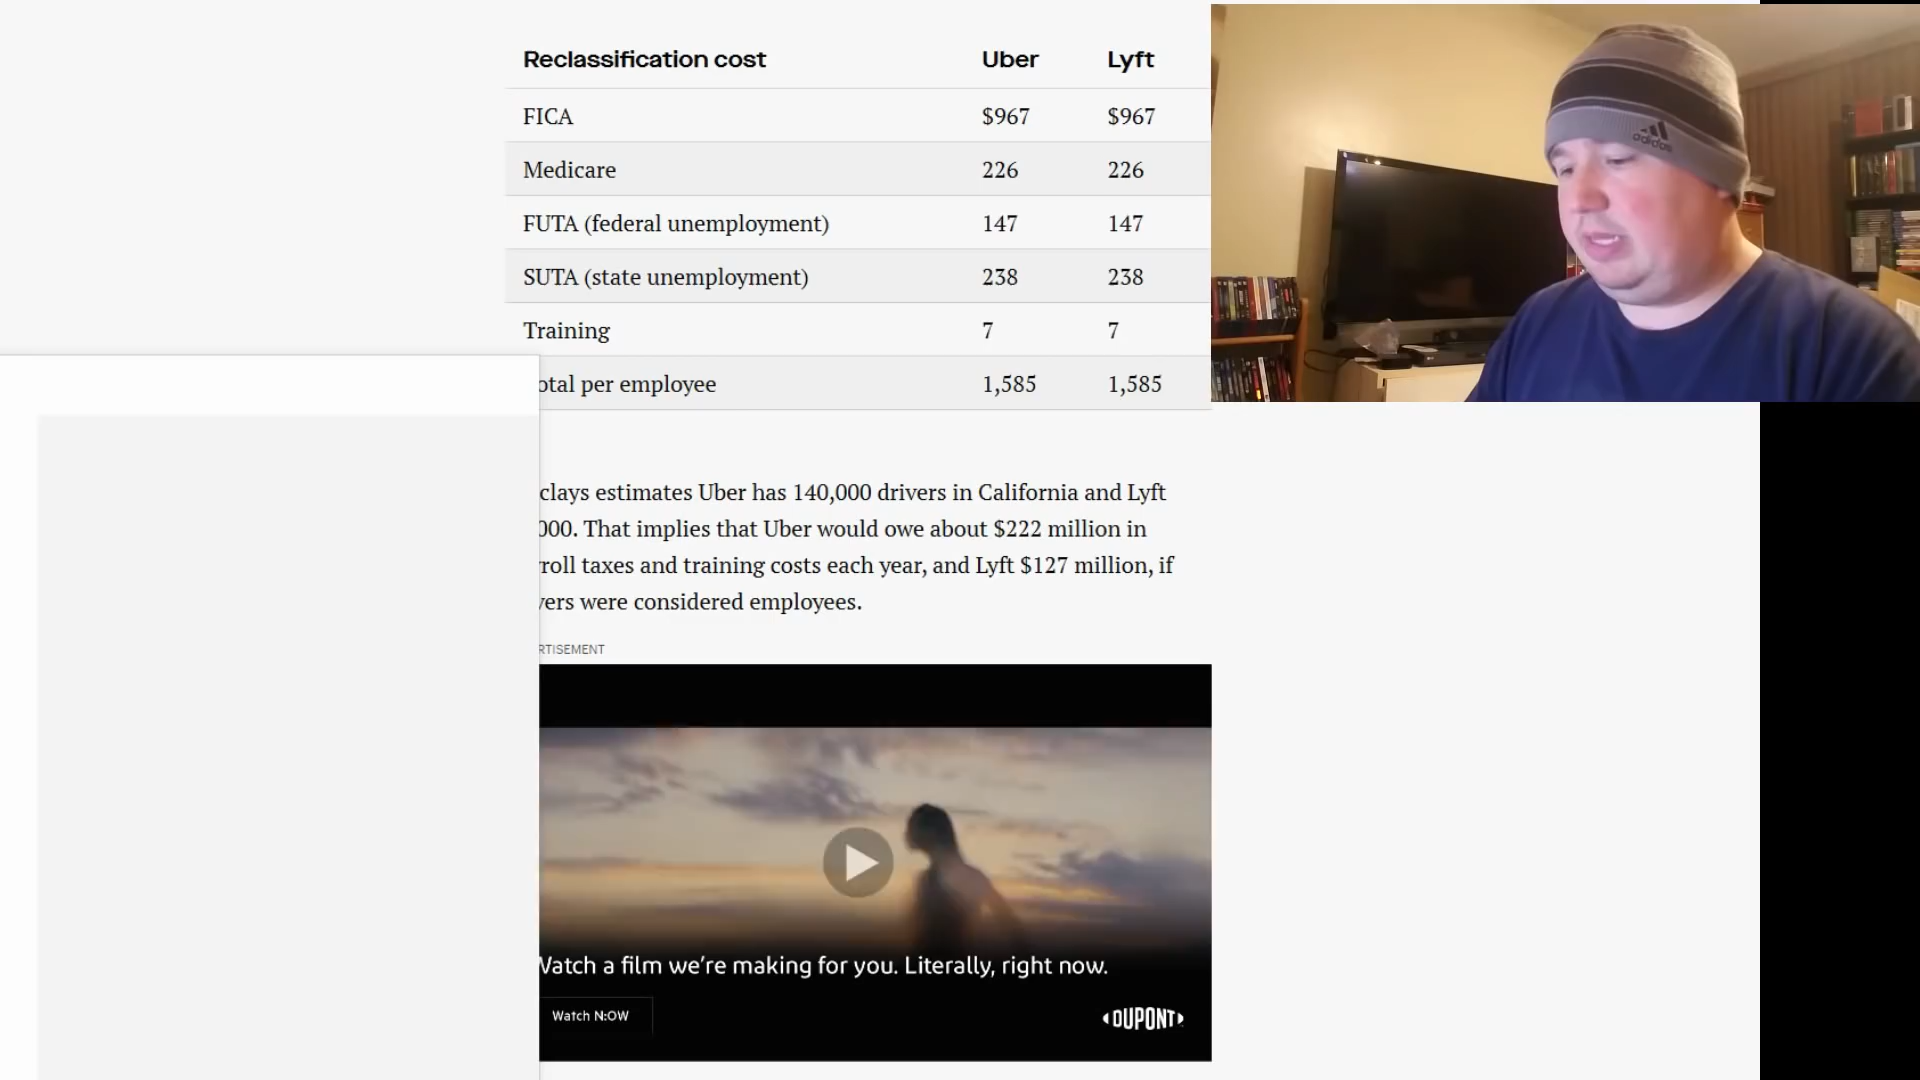 Reclassification cost Uber Lyft
FICA $967 $967
Medicare 226 226
FUTA (federal unemployment) 147 147
SUTA (state unemployment) 238 238
Training 7 7
otal per employee 1,585 1,585
clays estimates Uber has 140,000 drivers in California and Lyft
000. That implies that Uber would owe about $222 million in
roll taxes and training costs each year, and Lyft $127 million, if
vers were considered employees.
RTISEMENT
Watch a film we're making for you. Literally, right now.
Watch N:OW
DUPONT
adidas